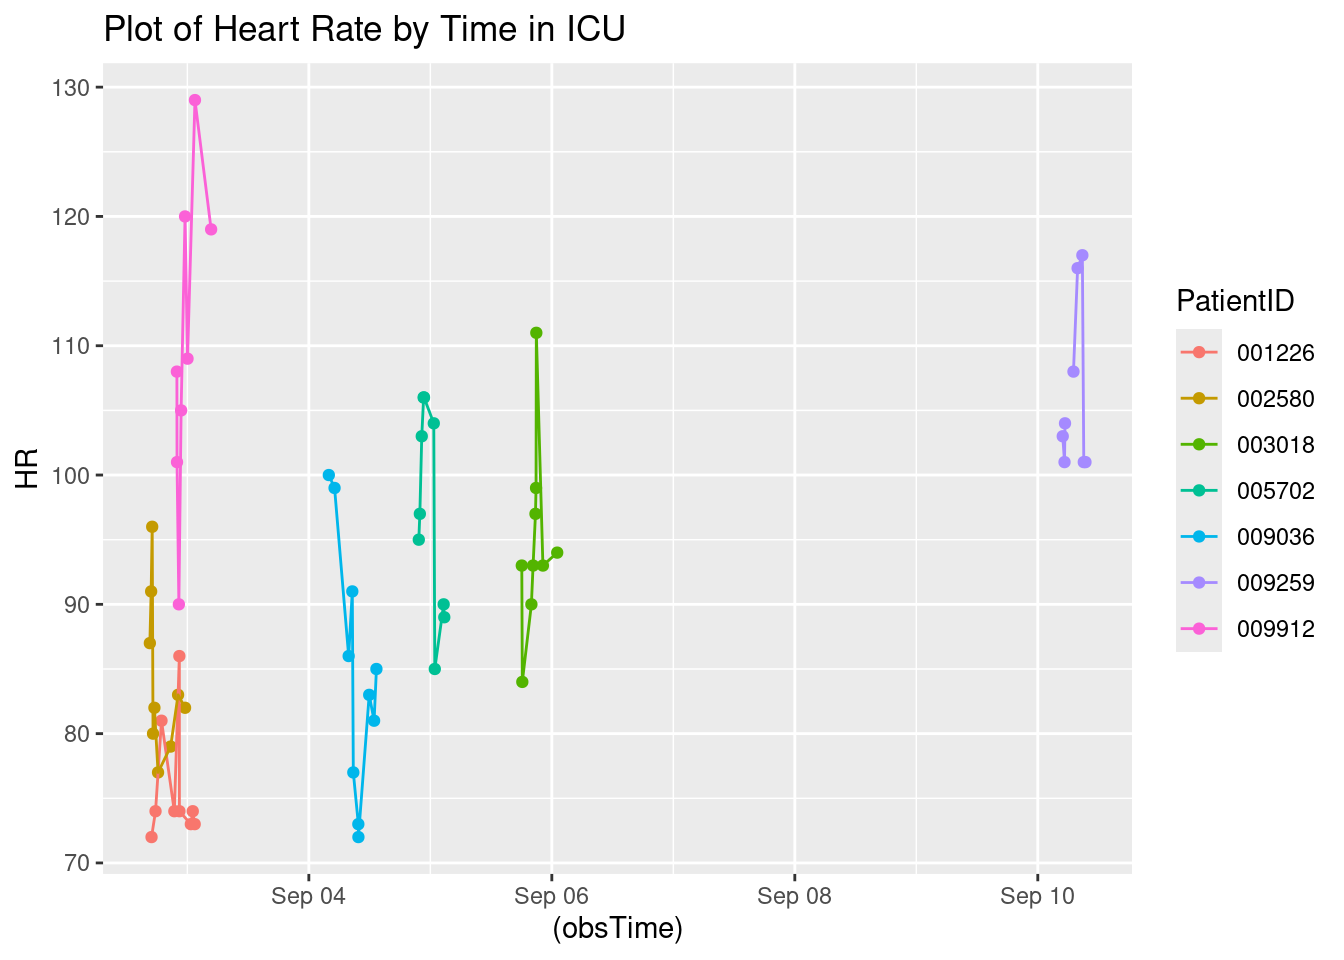 Plot of Heart Rate by Time in ICU
130
120
110
100
90
80
70
HR
Sep 04
Sep 06
Sep 08
Sep 10
(obsTime)
PatientID
001226
002580
003018
005702
009036
009259
009912